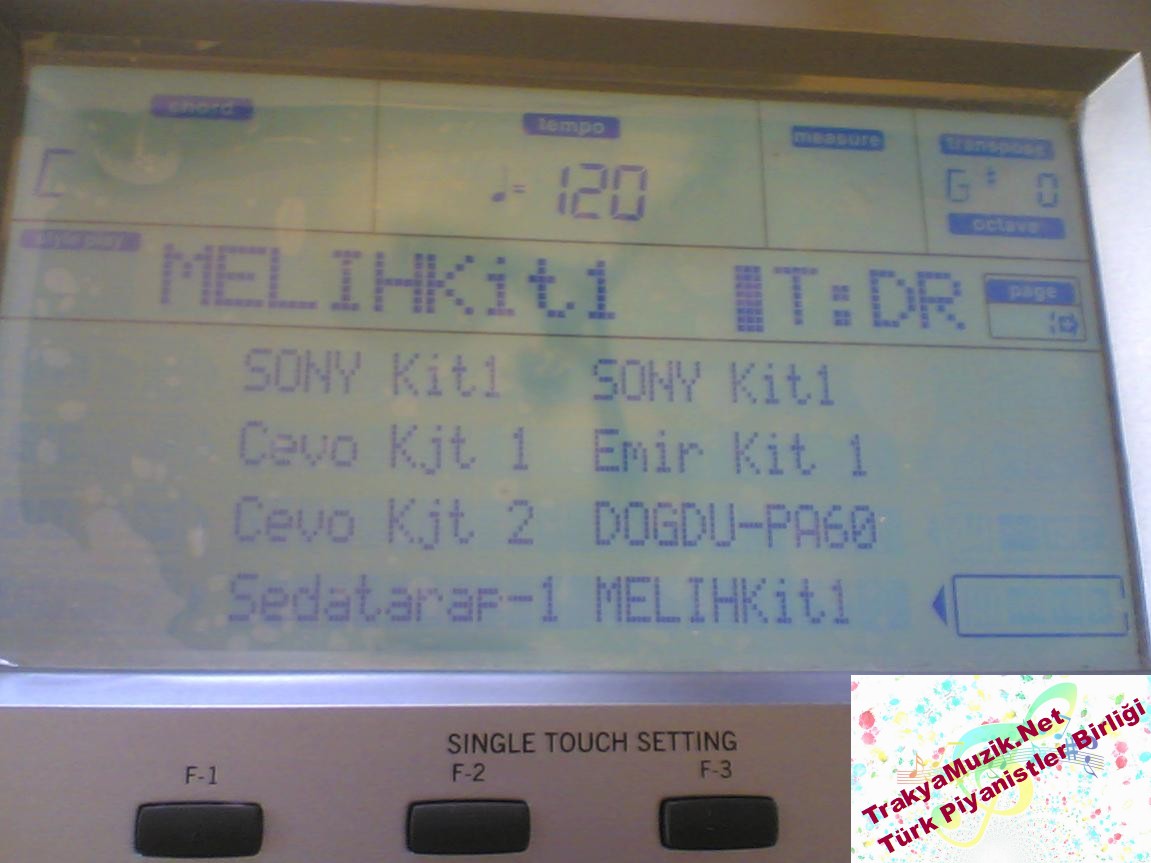 chord
tempo
measure
transpose
♩= 120
G♯ 0
octave
style play
MELIHKit1 T:DR
page
1
SONY Kit1 SONY Kit1
Cevo Kjt 1 Emir Kit 1
Cevo Kjt 2 DOGDU-PA60
Sedatarap-1 MELIHKit1
SINGLE TOUCH SETTING
F-1 F-2 F-3
TrakyaMuzik.Net
Türk Piyanistler Birliği